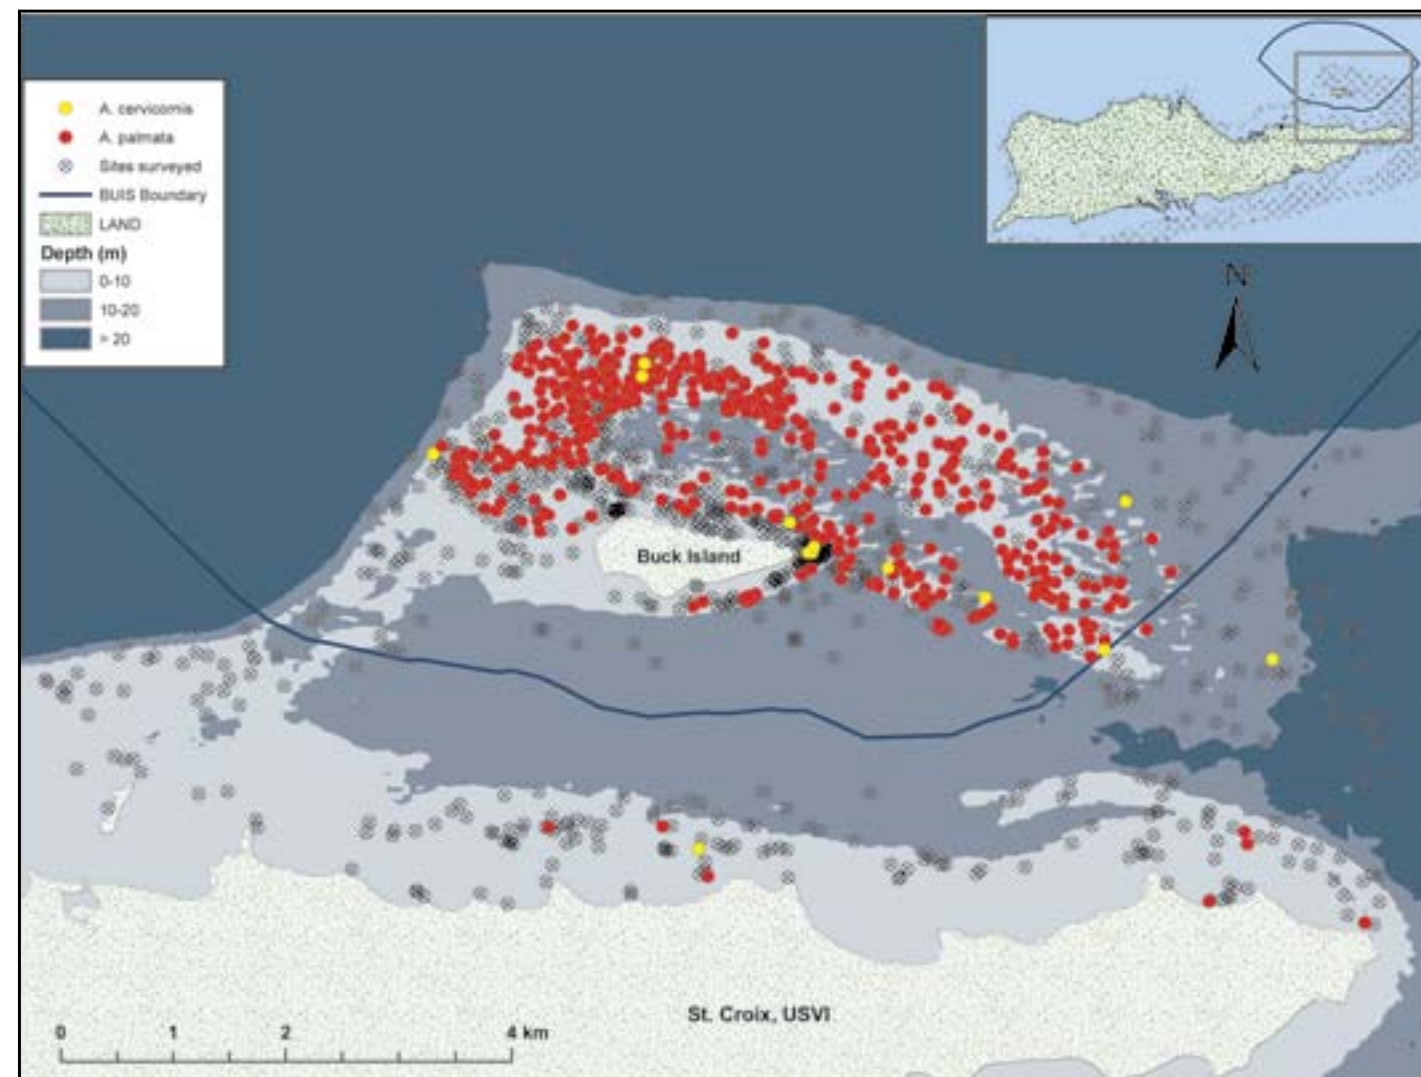 A. cervicornis
A. palmata
Sites surveyed
BUIS Boundary
LAND
Depth (m)
0-10
10-20
> 20
N
Buck Island
St. Croix, USVI
0 1 2 4 km